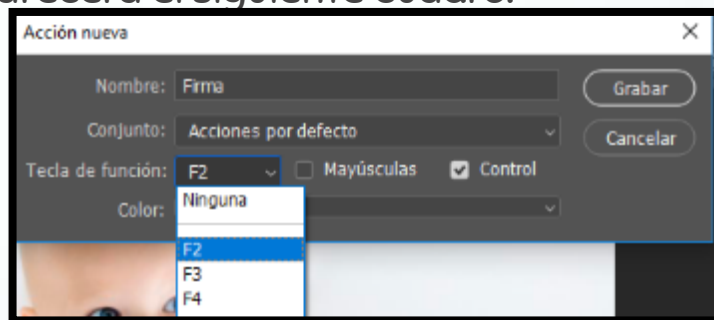 Acción nueva
Nombre: Firma
Grabar
Conjunto: Acciones por defecto
Cancelar
Tecla de función: F2 Mayúsculas Control
Color:
Ninguna
F2
F3
F4